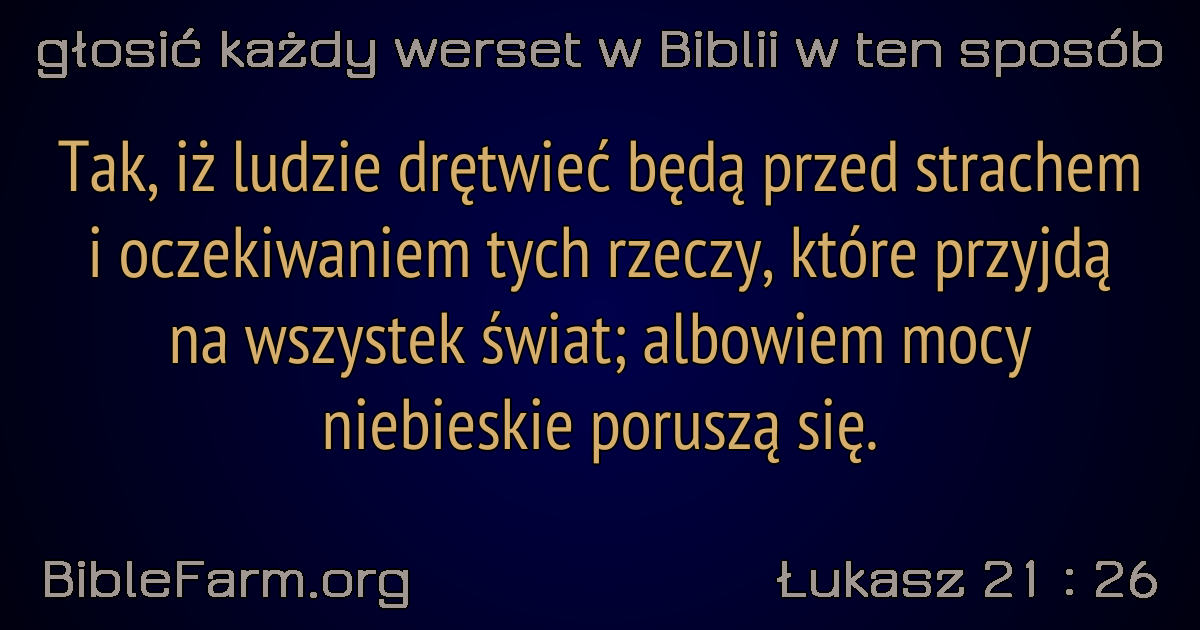 głosić każdy werset w Biblii w ten sposób
Tak, iż ludzie drętwieć będą przed strachem
i oczekiwaniem tych rzeczy, które przyjdą
na wszystek świat; albowiem mocy
niebieskie poruszą się.
BibleFarm.org
Łukasz 21 : 26